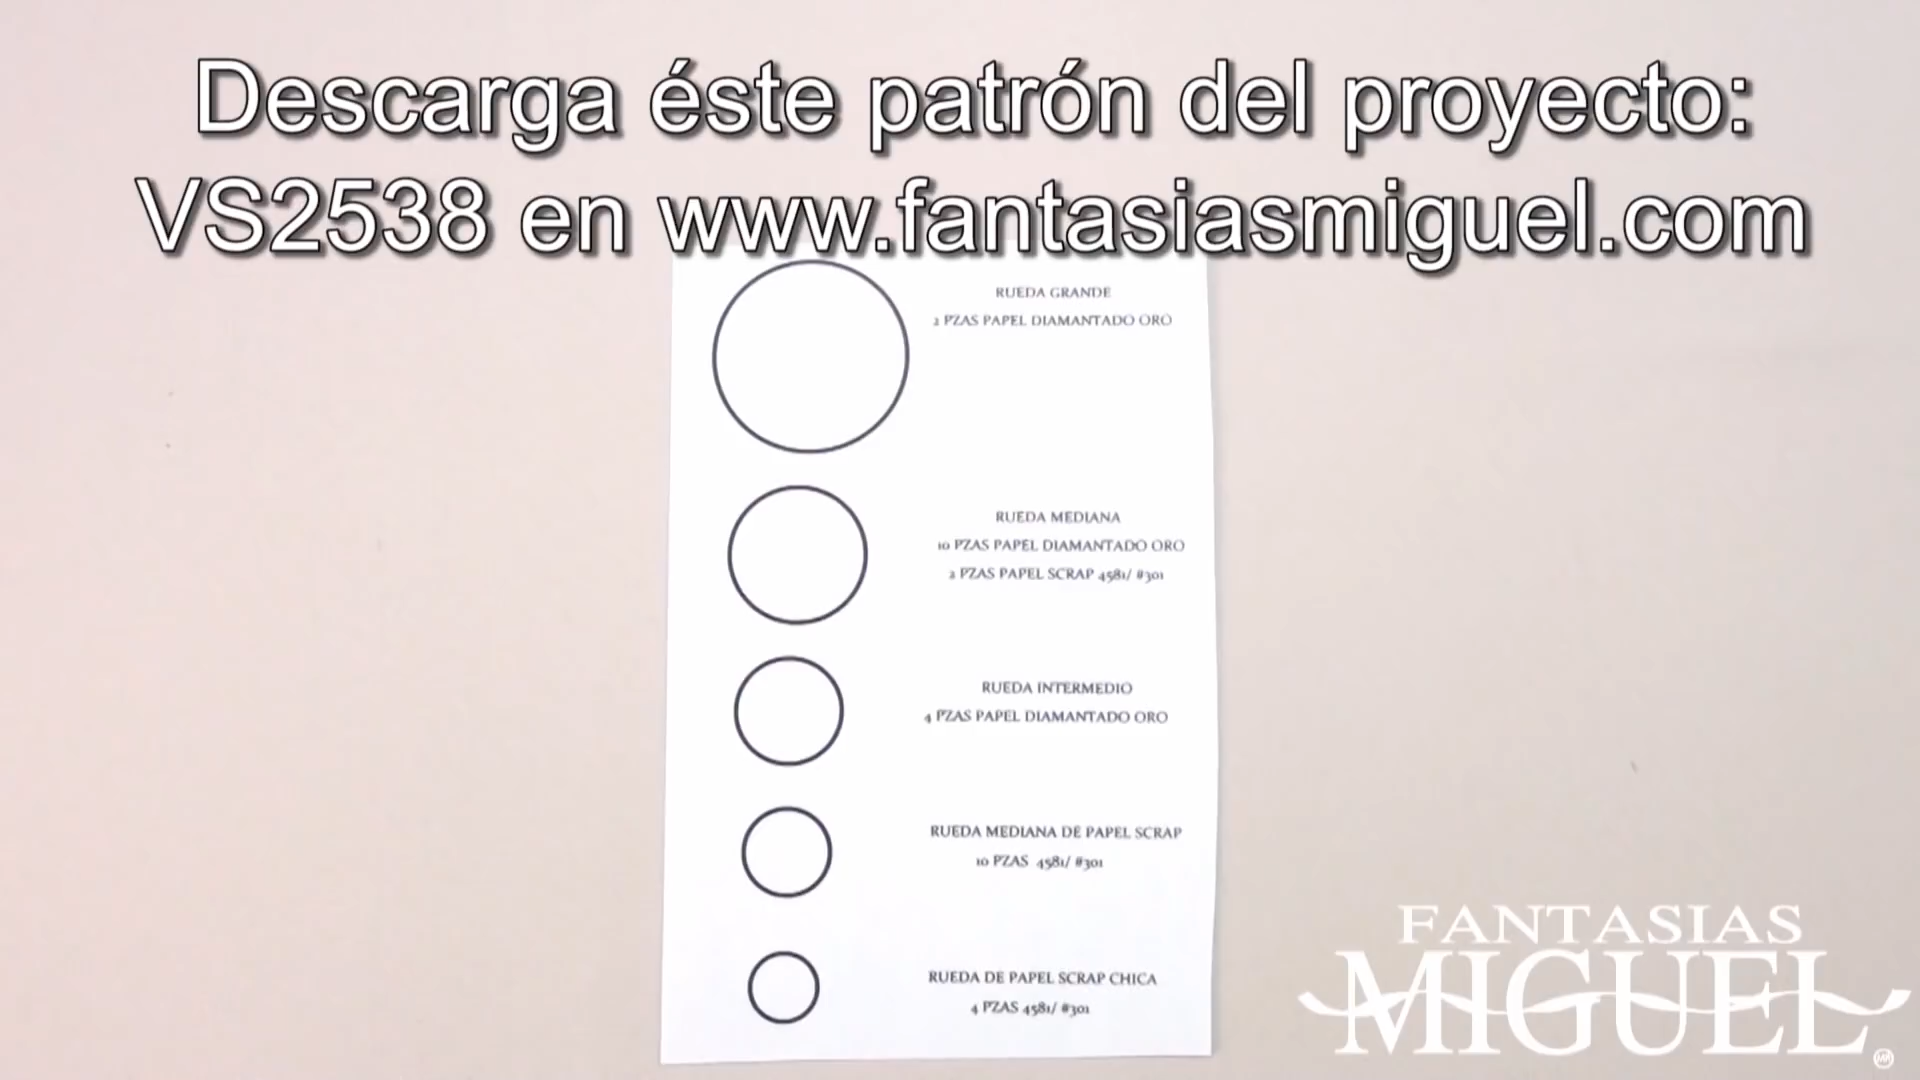 Descarga éste patrón del proyecto:
VS2538 en www.fantasiasmiguel.com
RUEDA GRANDE
2 PZAS PAPEL DIAMANTADO ORO
RUEDA MEDIANA
10 PZAS PAPEL DIAMANTADO ORO
2 PZAS PAPEL SCRAP 4581/ #301
RUEDA INTERMEDIO
4 PZAS PAPEL DIAMANTADO ORO
RUEDA MEDIANA DE PAPEL SCRAP
10 PZAS 4581/ #301
RUEDA DE PAPEL SCRAP CHICA
4 PZAS 4581/ #301
FANTASIAS
MIGUEL